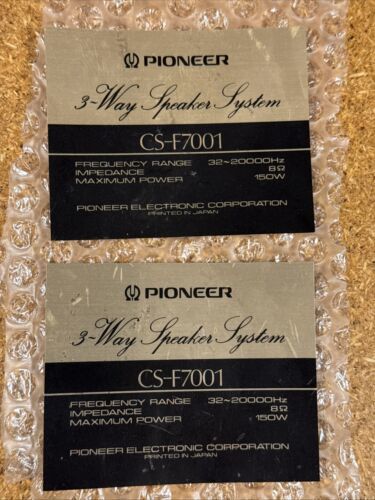 PIONEER
3-Way Speaker System
CS-F7001
FREQUENCY RANGE 32~20000Hz
IMPEDANCE 8Ω
MAXIMUM POWER 150W
PIONEER ELECTRONIC CORPORATION
PRINTED IN JAPAN
PIONEER
3-Way Speaker System
CS-F7001
FREQUENCY RANGE 32~20000Hz
IMPEDANCE 8Ω
MAXIMUM POWER 150W
PIONEER ELECTRONIC CORPORATION
PRINTED IN JAPAN